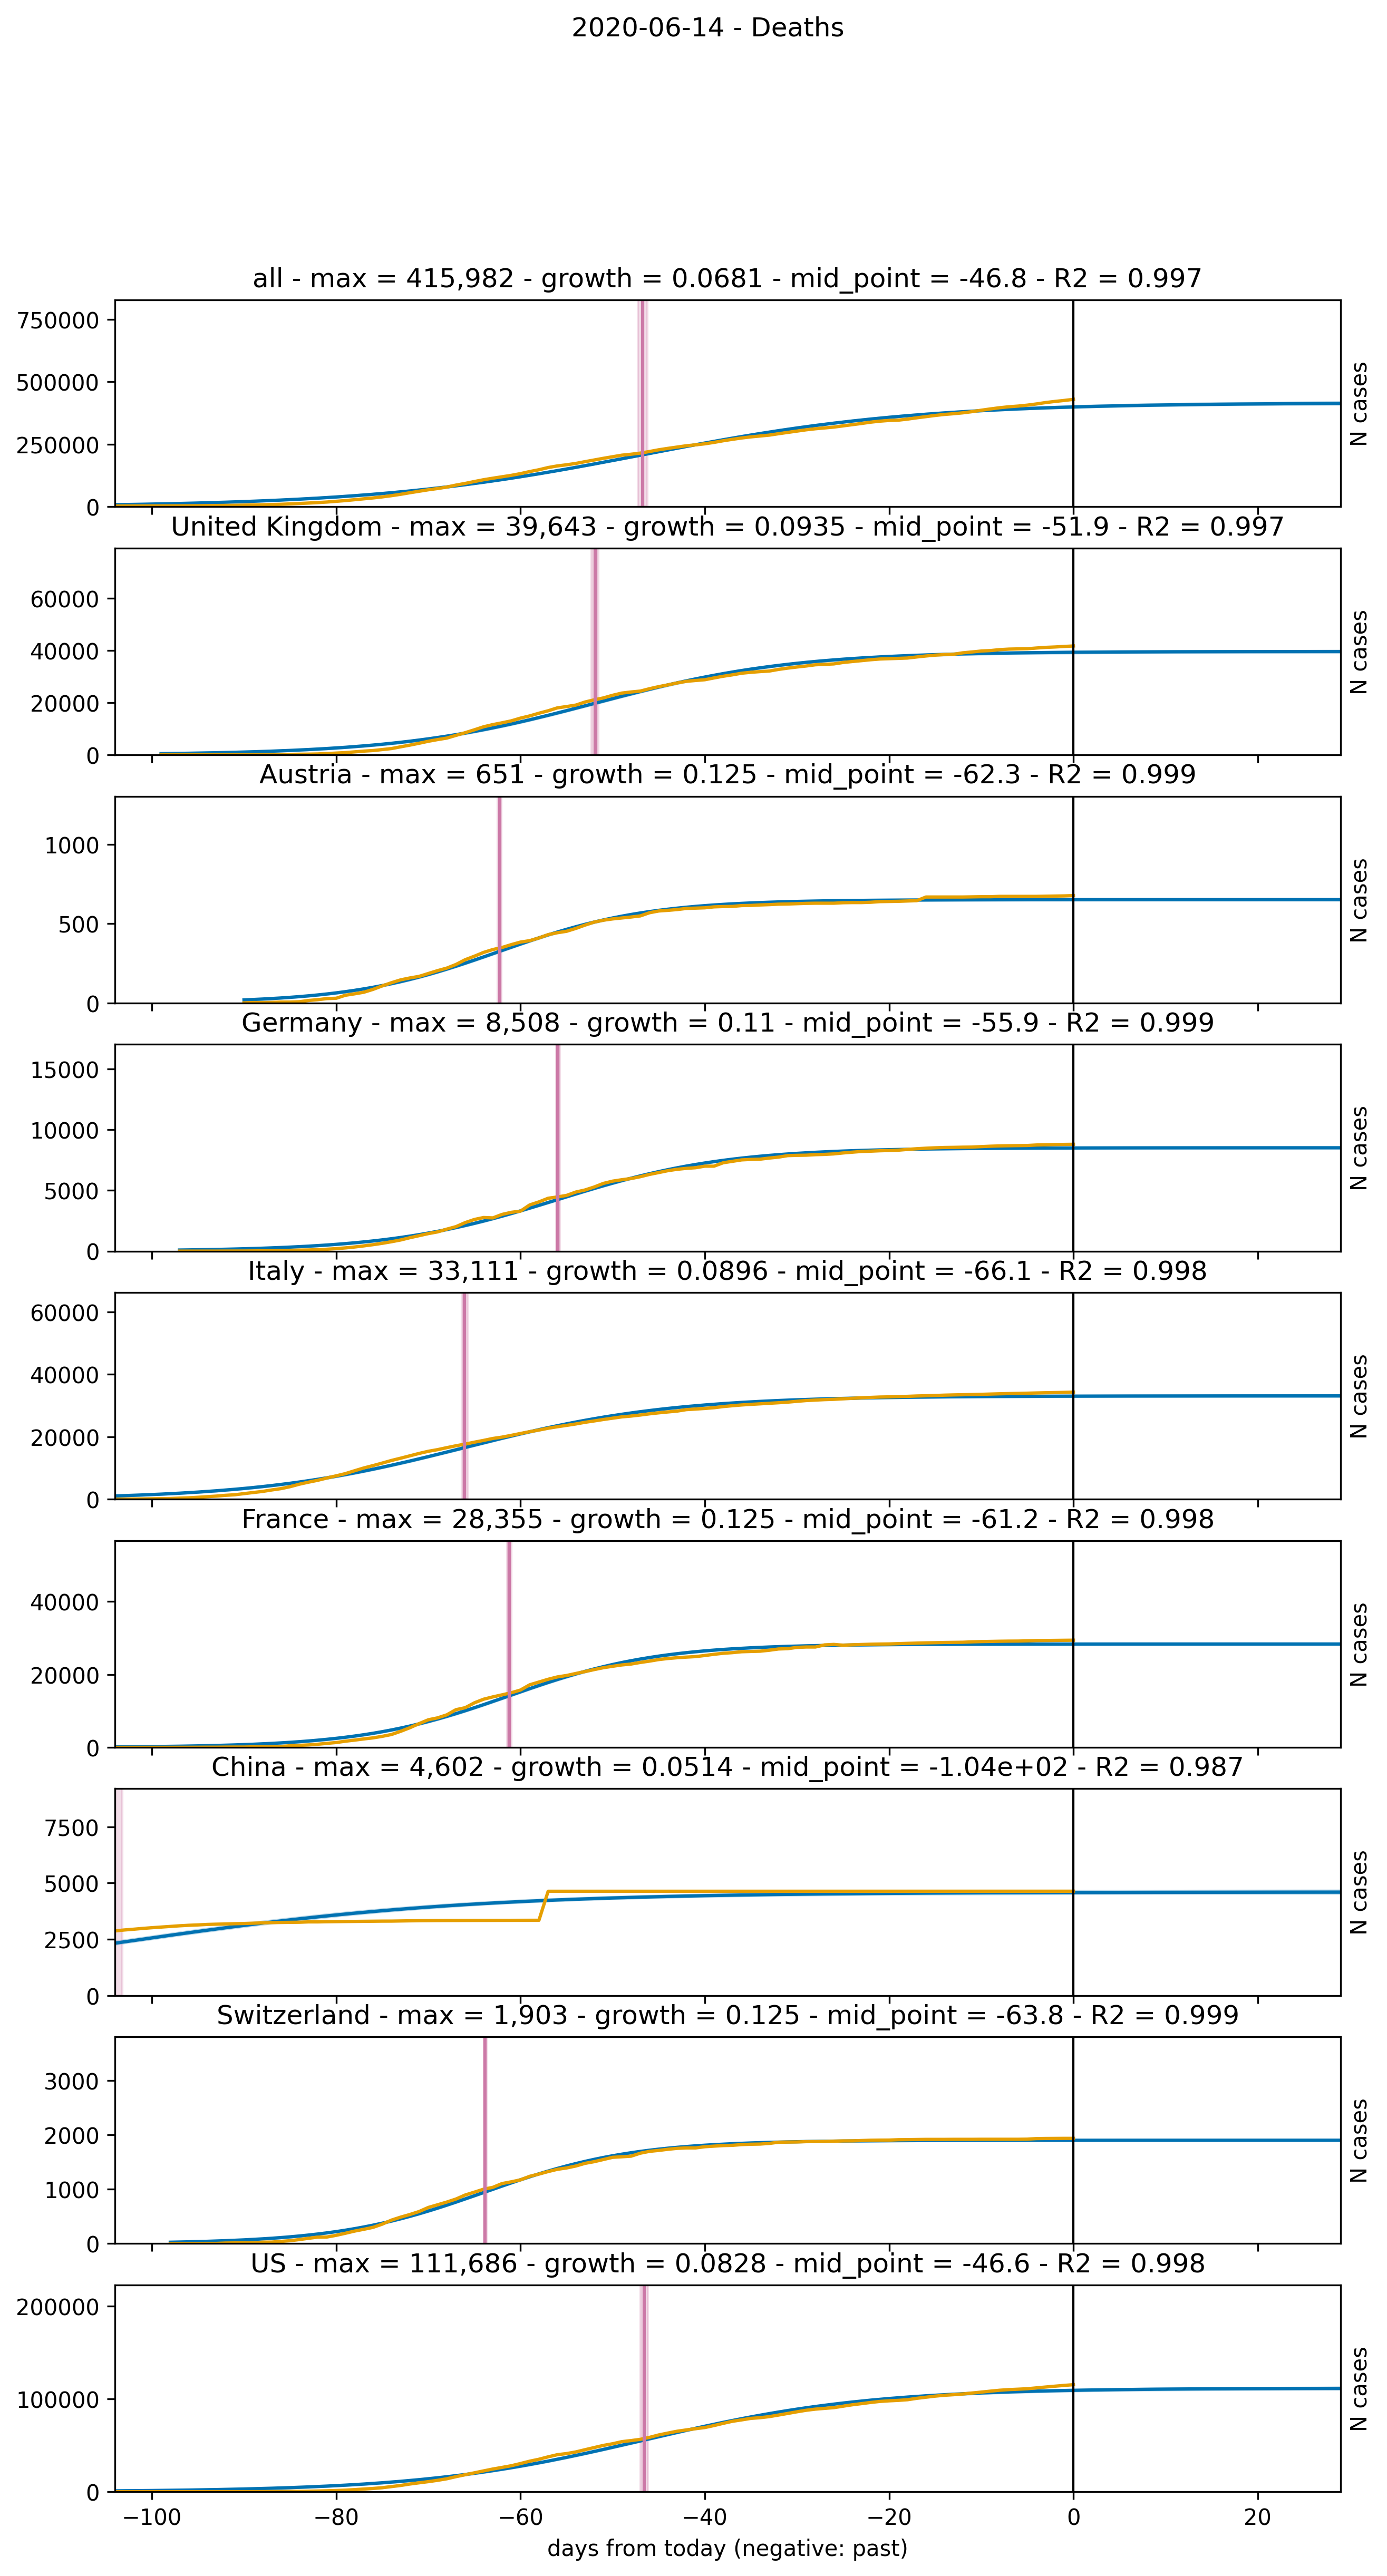 2020-06-14 - Deaths
all - max = 415,982 - growth = 0.0681 - mid_point = -46.8 - R2 = 0.997
750000
500000
250000
0
N cases
United Kingdom - max = 39,643 - growth = 0.0935 - mid_point = -51.9 - R2 = 0.997
60000
40000
20000
0
N cases
Austria - max = 651 - growth = 0.125 - mid_point = -62.3 - R2 = 0.999
1000
500
0
N cases
Germany - max = 8,508 - growth = 0.11 - mid_point = -55.9 - R2 = 0.999
15000
10000
5000
0
N cases
Italy - max = 33,111 - growth = 0.0896 - mid_point = -66.1 - R2 = 0.998
60000
40000
20000
0
N cases
France - max = 28,355 - growth = 0.125 - mid_point = -61.2 - R2 = 0.998
40000
20000
0
N cases
China - max = 4,602 - growth = 0.0514 - mid_point = -1.04e+02 - R2 = 0.987
7500
5000
2500
0
N cases
Switzerland - max = 1,903 - growth = 0.125 - mid_point = -63.8 - R2 = 0.999
3000
2000
1000
0
N cases
US - max = 111,686 - growth = 0.0828 - mid_point = -46.6 - R2 = 0.998
200000
100000
0
N cases
−100 −80 −60 −40 −20 0 20
days from today (negative: past)